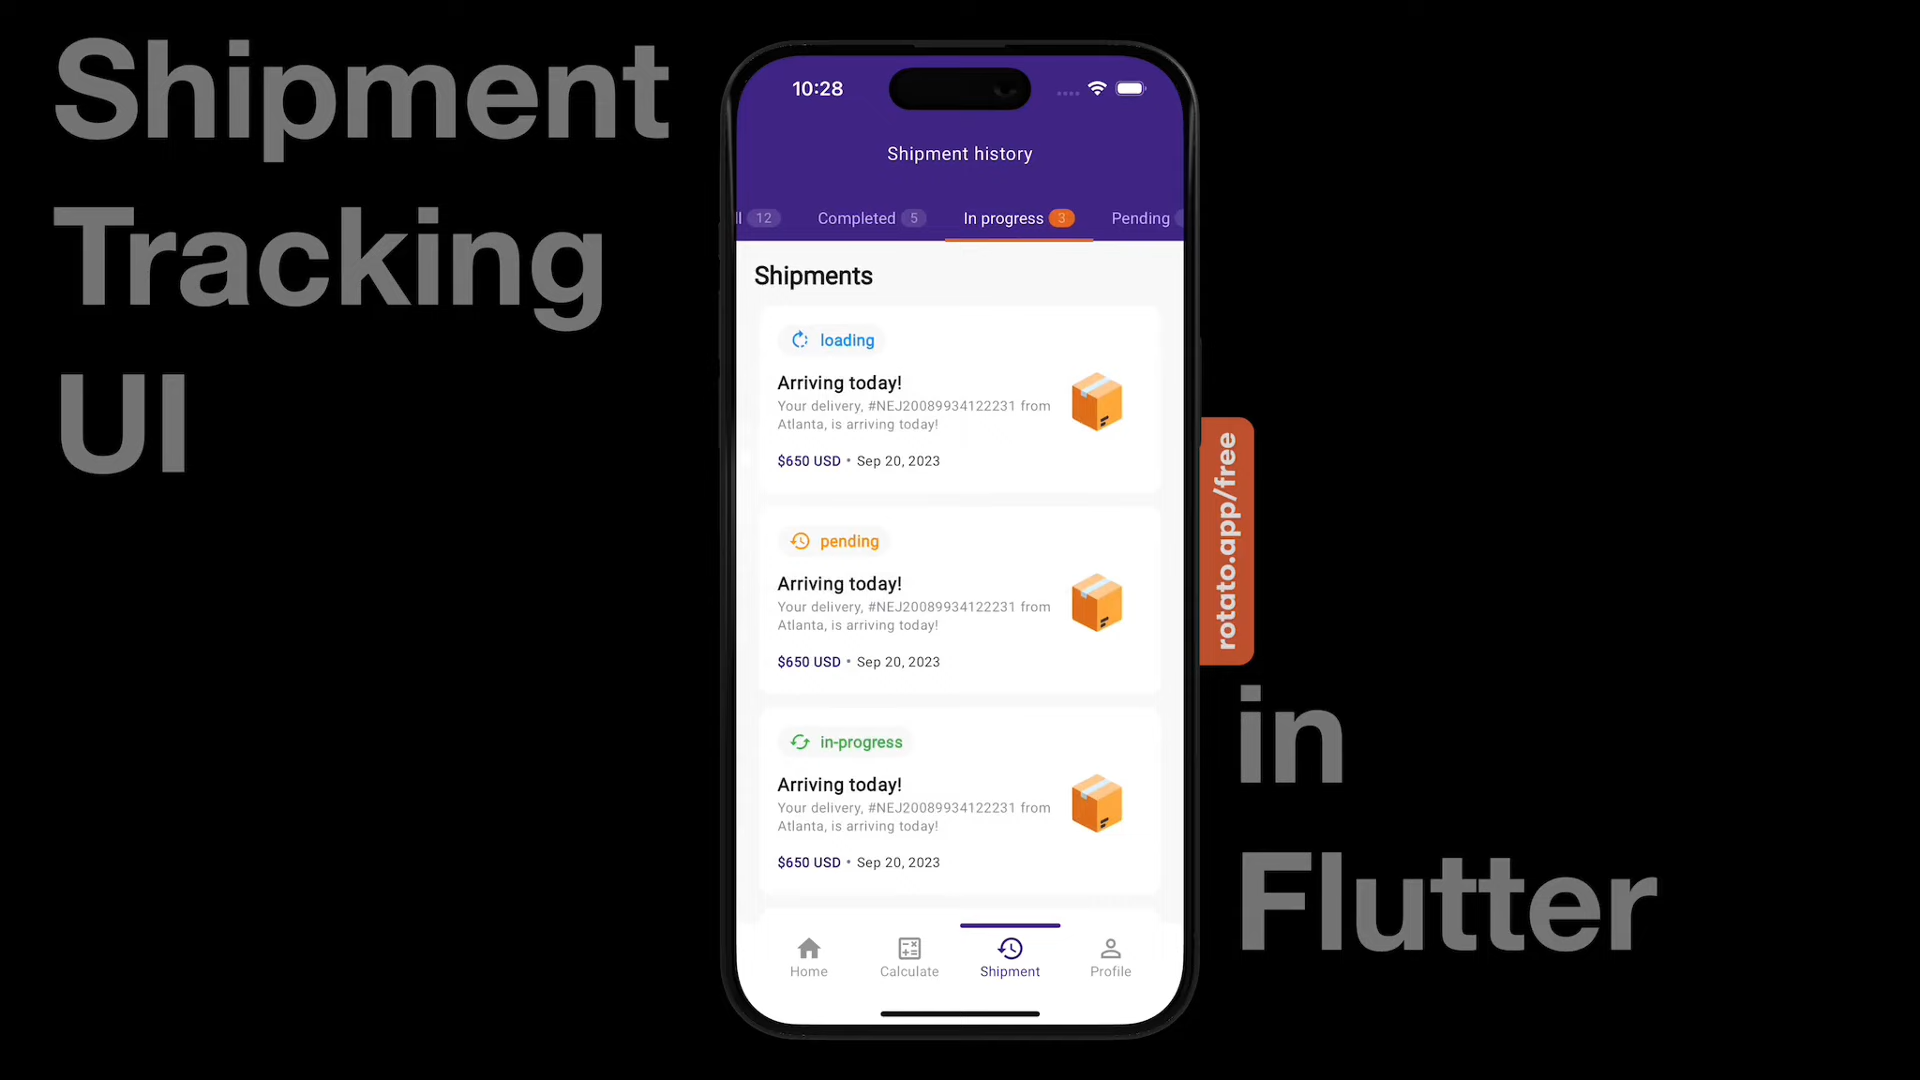 Shipment
Tracking
UI
10:28
Shipment history
ll 12 Completed 5 In progress 3 Pending
Shipments
loading
Arriving today!
Your delivery, #NEJ20089934122231 from
Atlanta, is arriving today!
$650 USD • Sep 20, 2023
pending
Arriving today!
Your delivery, #NEJ20089934122231 from
Atlanta, is arriving today!
$650 USD • Sep 20, 2023
in-progress
Arriving today!
Your delivery, #NEJ20089934122231 from
Atlanta, is arriving today!
$650 USD • Sep 20, 2023
Home Calculate Shipment Profile
rotato.app/free
in
Flutter